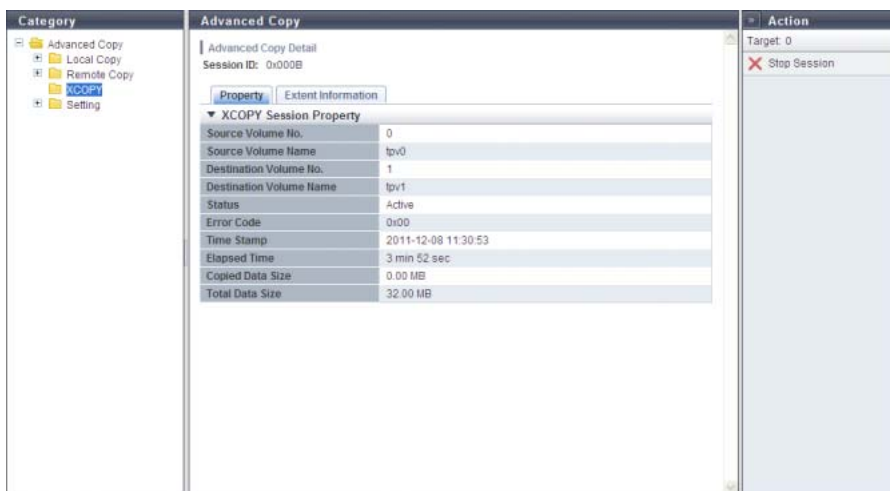 Category
Advanced Copy
Local Copy
Remote Copy
XCOPY
Setting
Advanced Copy
Advanced Copy Detail
Session ID: 0x000B
Property Extent Information
▼ XCOPY Session Property
Source Volume No. 0
Source Volume Name tpv0
Destination Volume No. 1
Destination Volume Name tpv1
Status Active
Error Code 0x00
Time Stamp 2011-12-08 11:30:53
Elapsed Time 3 min 52 sec
Copied Data Size 0.00 MB
Total Data Size 32.00 MB
» Action
Target: 0
Stop Session